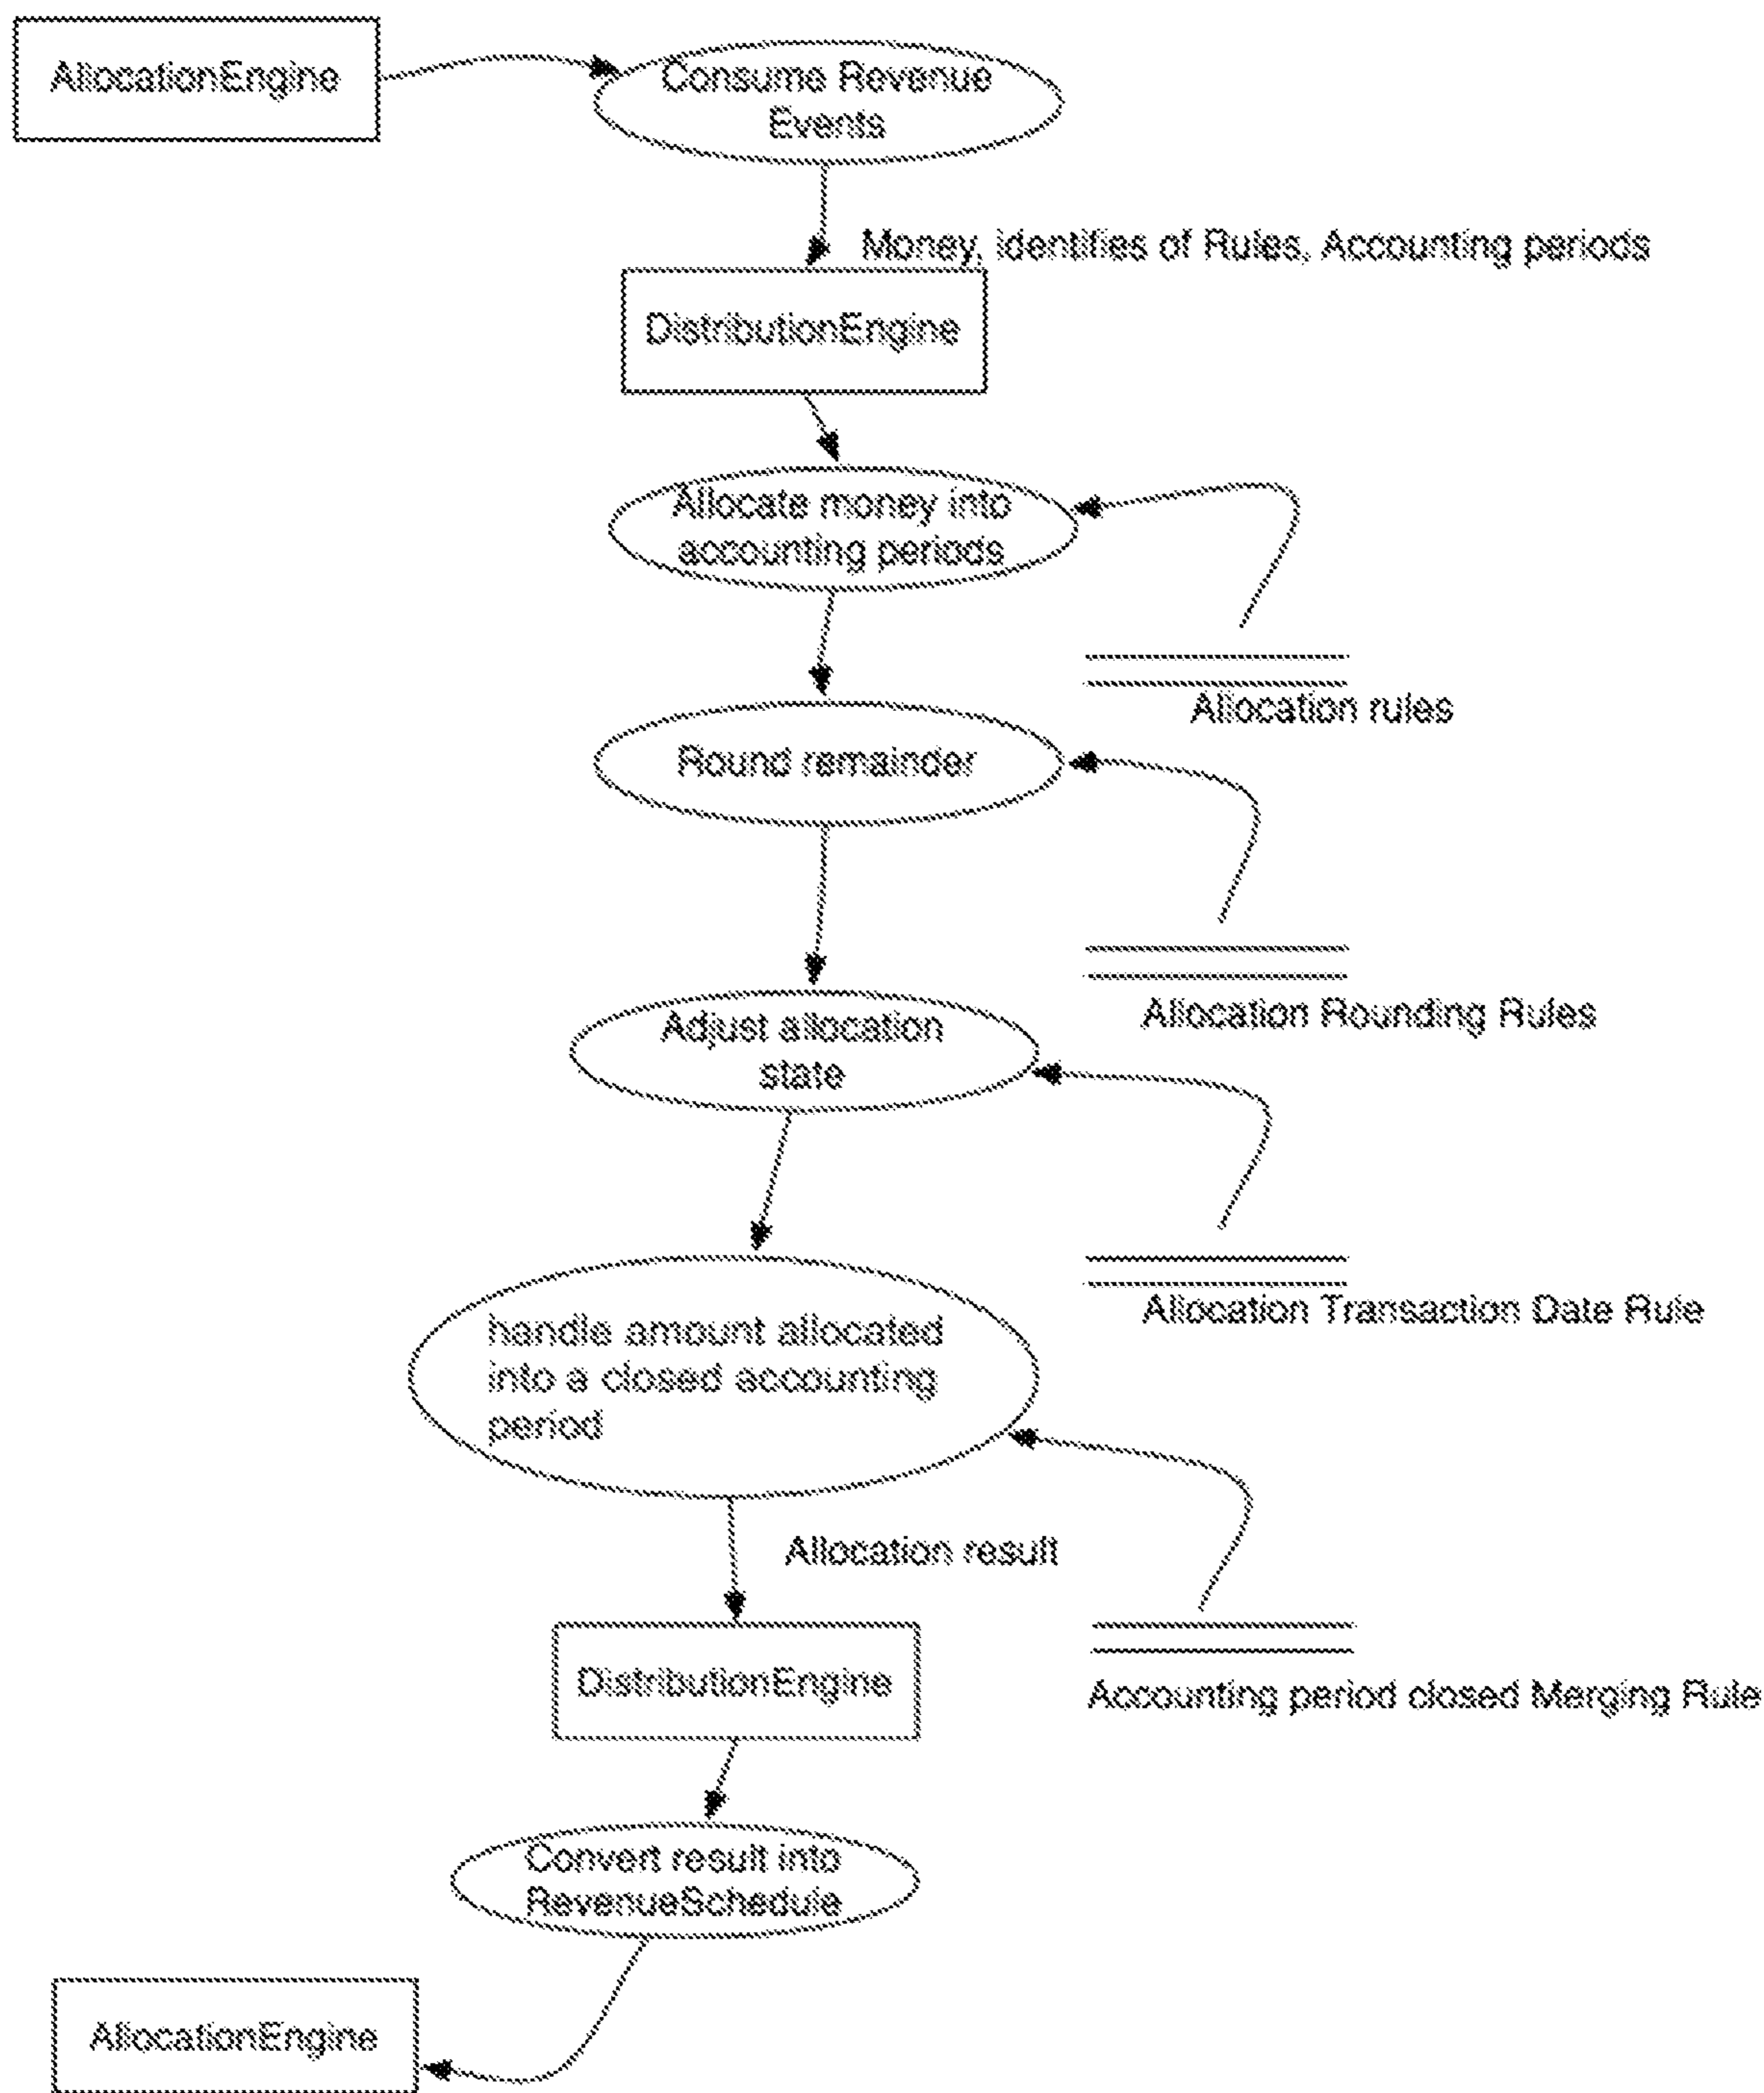 AllocationEngine
Consume Revenue
Events
Money, identifies of Rules, Accounting periods
DistributionEngine
Allocate money into
accounting periods
Allocation rules
Round remainder
Allocation Rounding Rules
Adjust allocation
state
Allocation Transaction Date Rule
handle amount allocated
into a closed accounting
period
Allocation result
DistributionEngine
Accounting period closed Merging Rule
Convert result into
RevenueSchedule
AllocationEngine